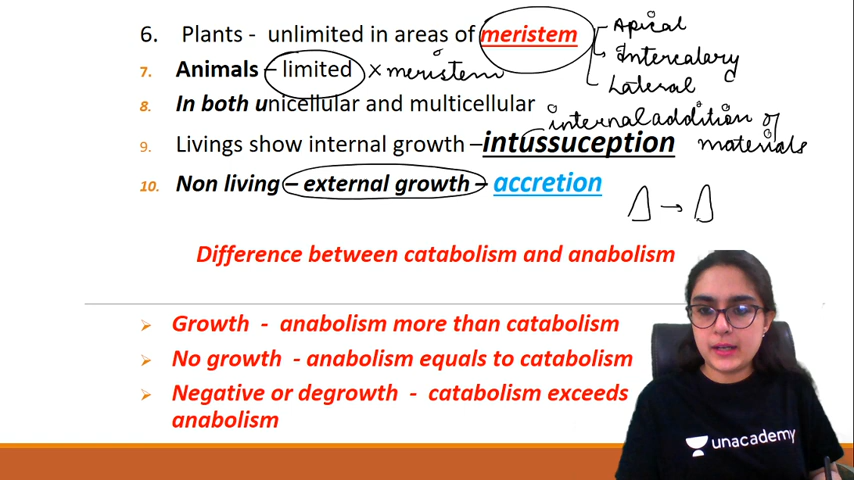 6. Plants - unlimited in areas of meristem
Apical
Intercalary
Lateral
7. Animals – limited × meristem
8. In both unicellular and multicellular
internal addition of
materials
9. Livings show internal growth – intussuception
10. Non living – external growth – accretion
Difference between catabolism and anabolism
Growth - anabolism more than catabolism
No growth - anabolism equals to catabolism
Negative or degrowth - catabolism exceeds
anabolism
unacademy